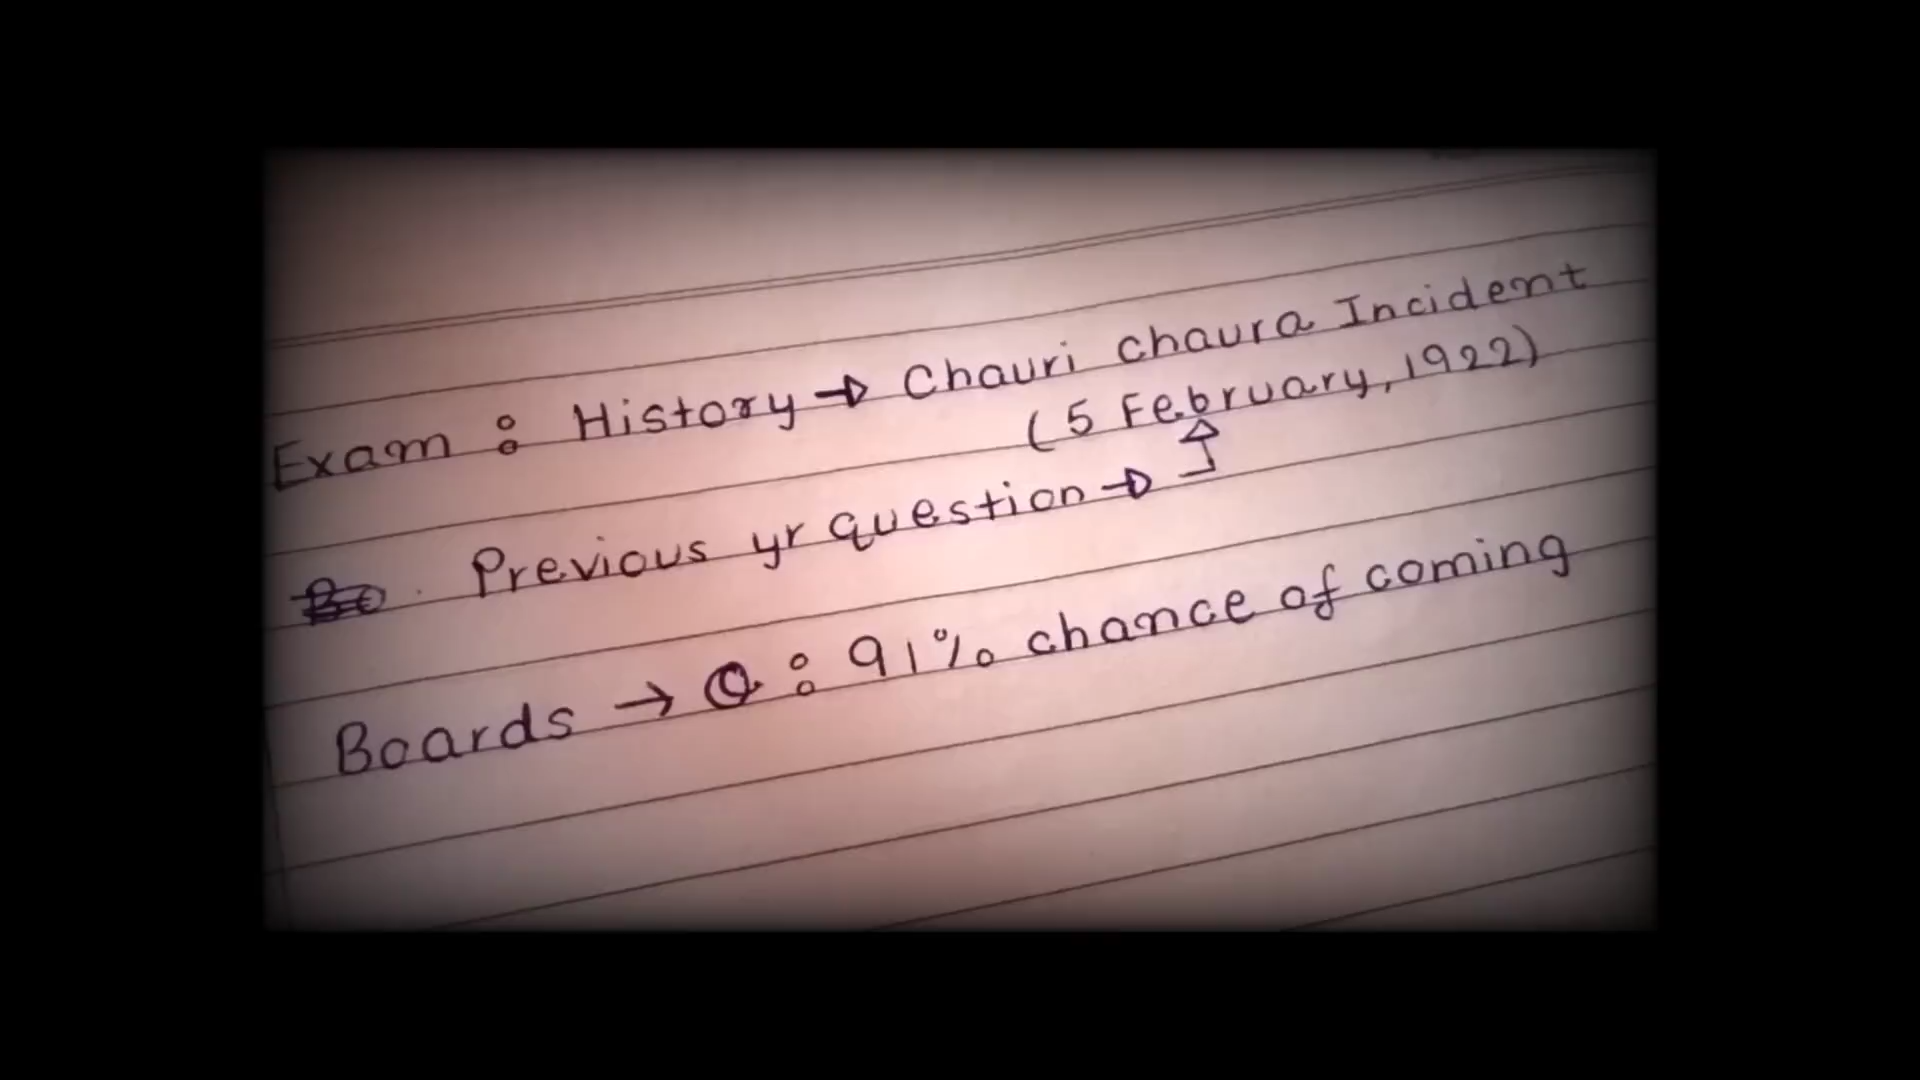 Exam : History → Chauri chaura Incident
(5 February, 1922)
Previous yr question →
Boards → Q : 91% chance of coming